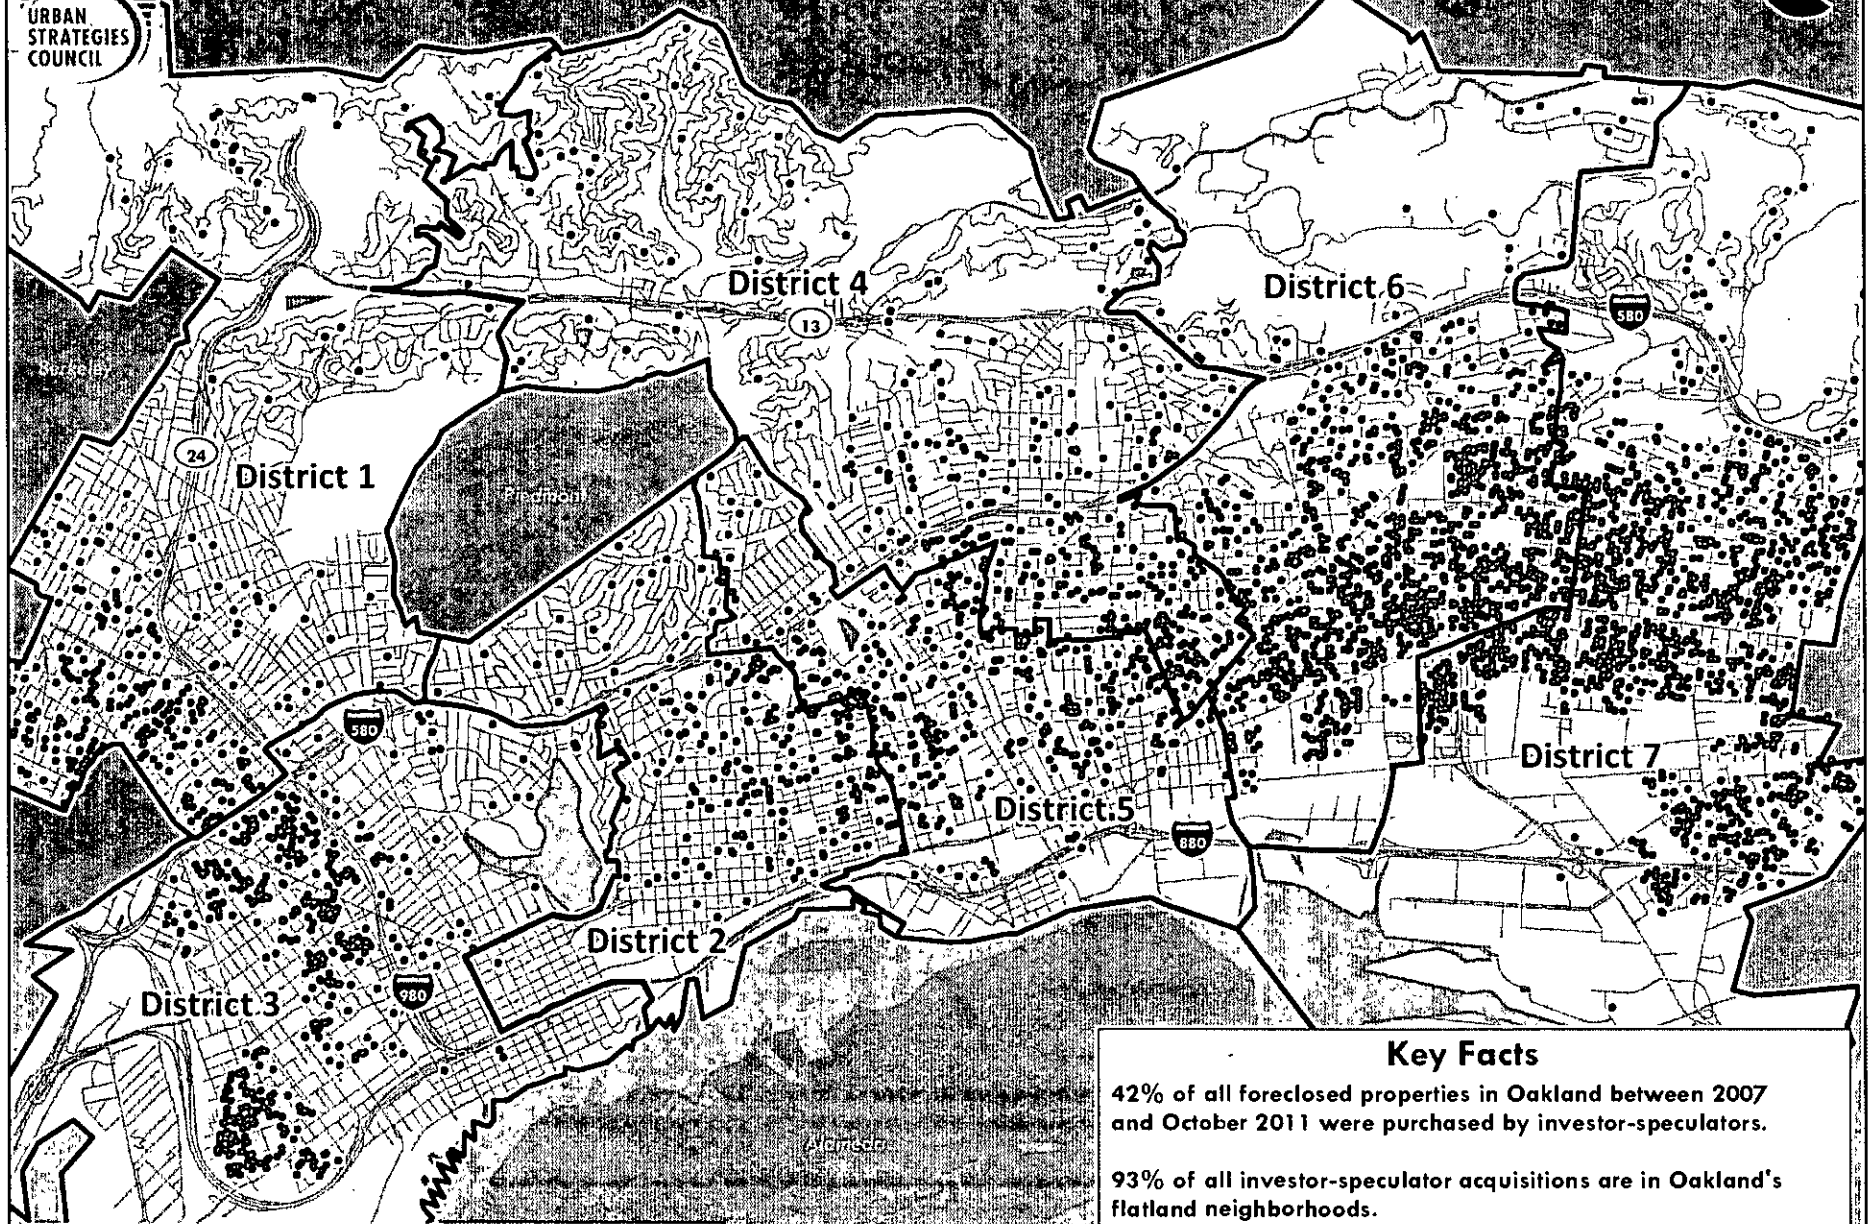 URBAN
STRATEGIES
COUNCIL
District 4
13
District 6
580
Berkeley
24
District 1
Piedmont
580
District 7
District 5
880
District 2
District 3
980
Alameda
Key Facts
42% of all foreclosed properties in Oakland between 2007
and October 2011 were purchased by investor-speculators.
93% of all investor-speculator acquisitions are in Oakland's
flatland neighborhoods.